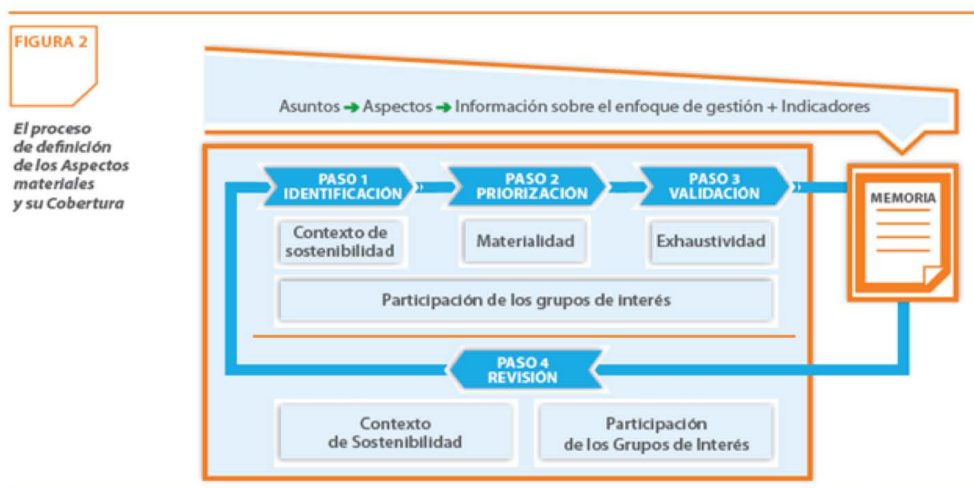 FIGURA 2
El proceso
de definición
de los Aspectos
materiales
y su Cobertura
Asuntos ➔ Aspectos ➔ Información sobre el enfoque de gestión + Indicadores
PASO 1
IDENTIFICACIÓN
PASO 2
PRIORIZACIÓN
PASO 3
VALIDACIÓN
MEMORIA
Contexto de
sostenibilidad
Materialidad
Exhaustividad
Participación de los grupos de interés
PASO 4
REVISIÓN
Contexto
de Sostenibilidad
Participación
de los Grupos de Interés